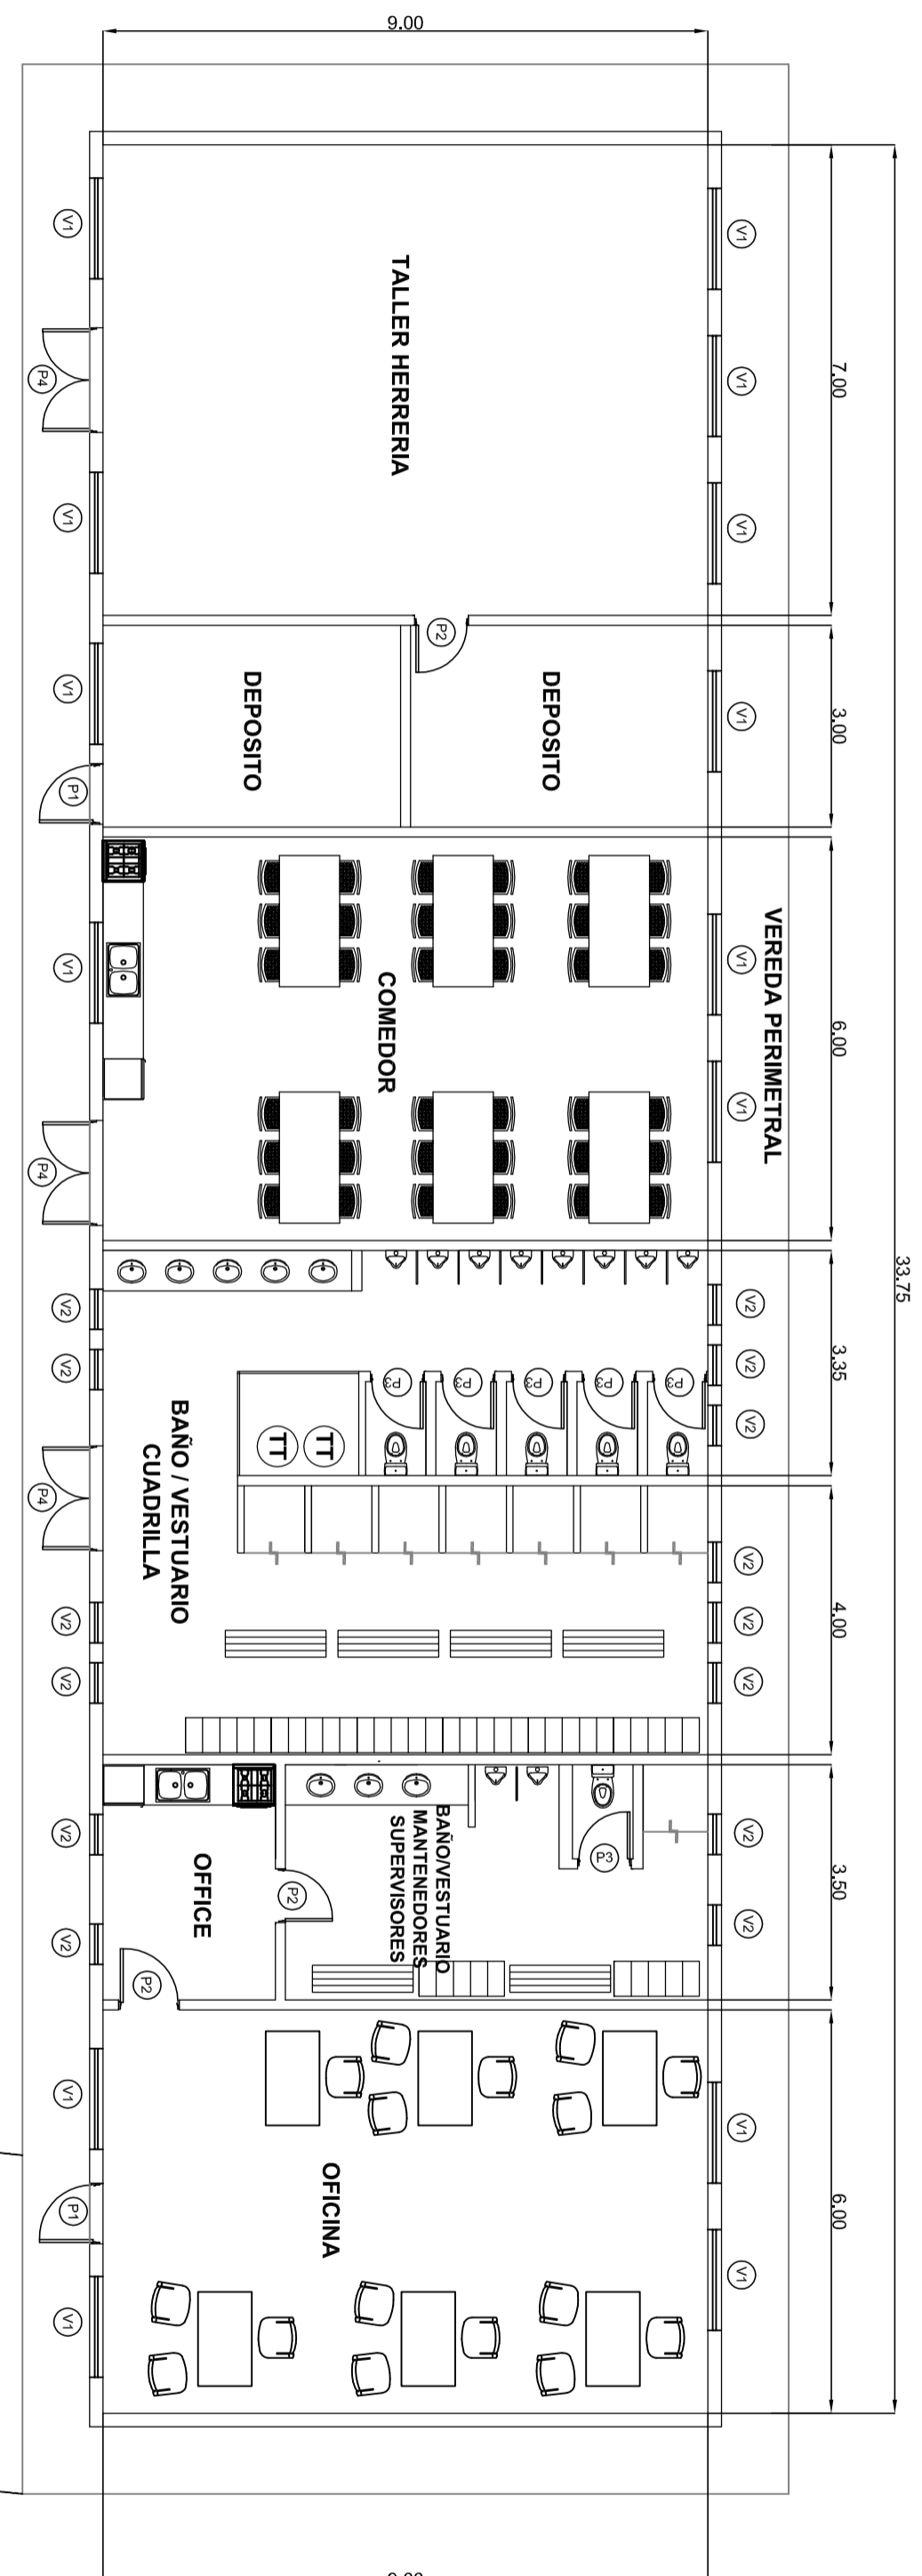 9.00
33.75
7.00
3.00
6.00
3.35
4.00
3.50
6.00
VEREDA PERIMETRAL
V1
V1
V1
V1
V1
V1
V2
V2
V2
V2
V2
V2
V2
V2
V1
V1
TALLER HERRERIA
P2
DEPOSITO
DEPOSITO
COMEDOR
P3
P3
P3
P3
P3
TT
TT
BAÑO / VESTUARIO
CUADRILLA
BAÑO/VESTUARIO
MANTENEDORES
SUPERVISORES
P3
P2
OFFICE
P2
OFICINA
V1
P4
V1
V1
P1
V1
P4
V2
V2
P4
V2
V2
V2
V2
V1
P1
V1